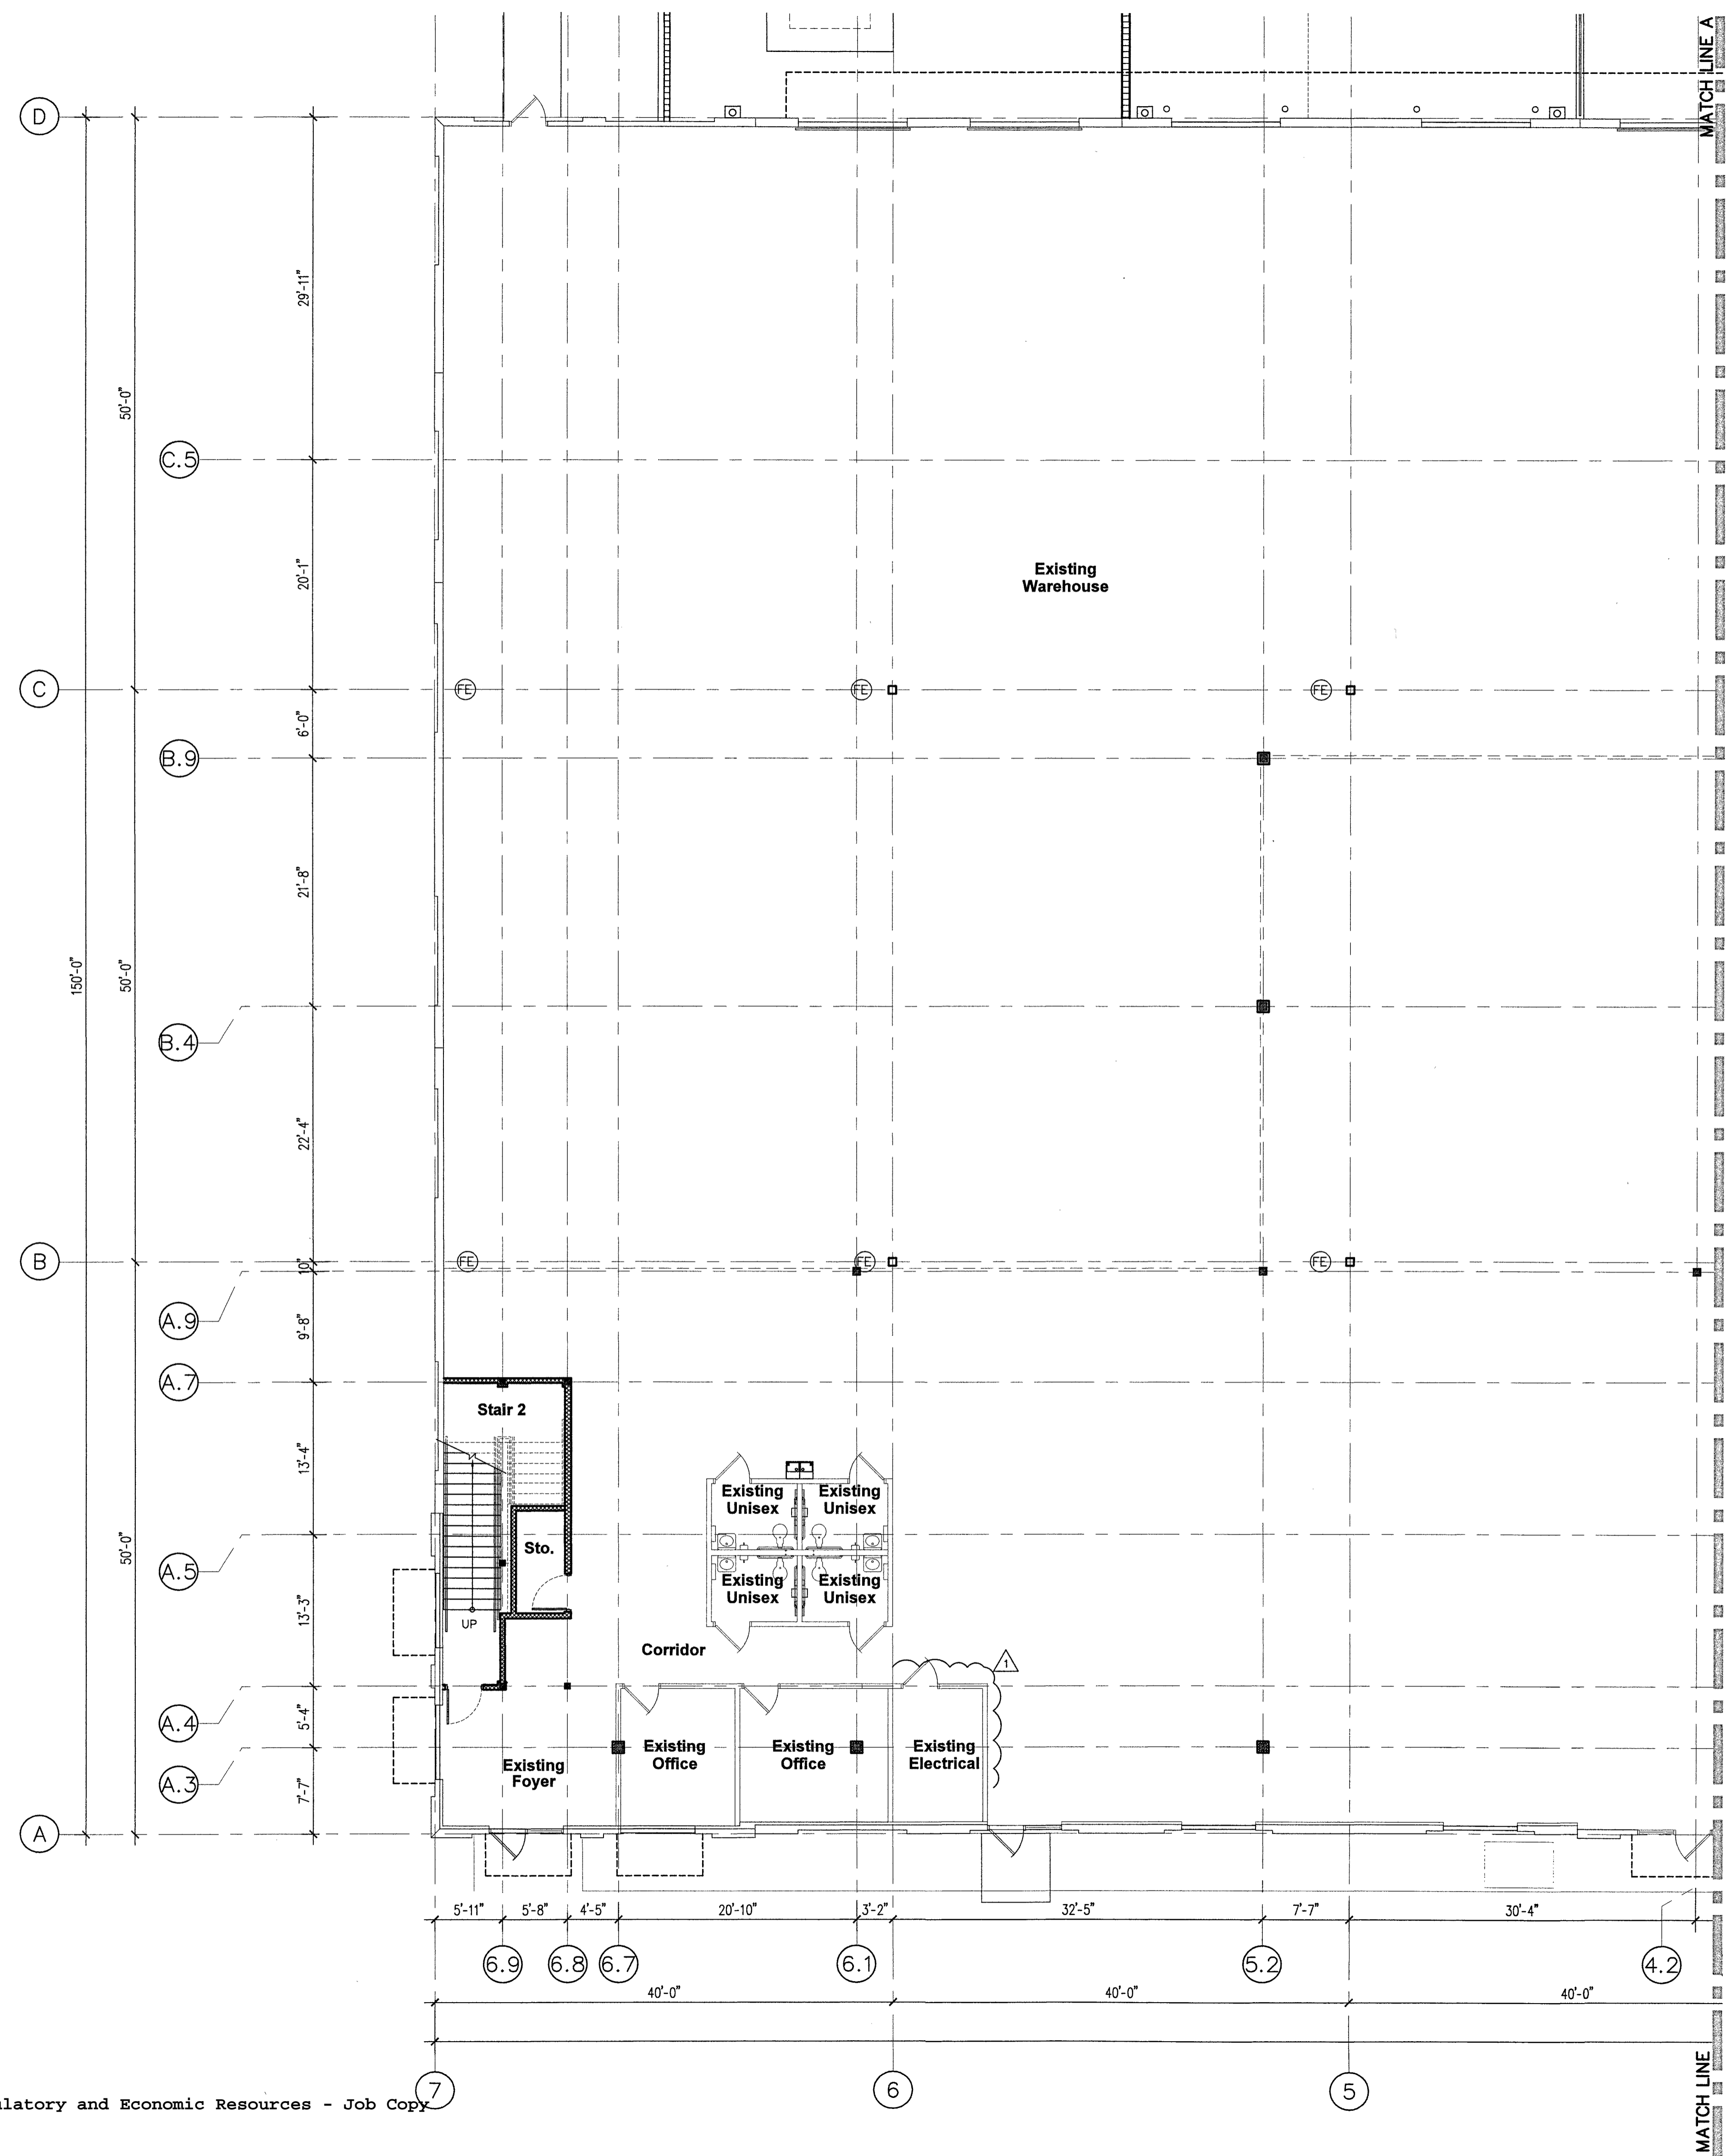 MATCH LINE A
D
29'-11"
50'-0"
C.5
20'-1"
Existing
Warehouse
C
FE
FE
FE
6'-0"
B.9
21'-8"
150'-0"
50'-0"
B.4
22'-4"
B
FE
FE
FE
10"
A.9
9'-8"
A.7
Stair 2
13'-4"
Existing
Unisex
Existing
Unisex
50'-0"
Sto.
A.5
Existing
Unisex
Existing
Unisex
13'-3"
UP
Corridor
1
A.4
5'-4"
Existing
Foyer
Existing
Office
Existing
Office
Existing
Electrical
A.3
7'-7"
A
5'-11"
5'-8"
4'-5"
20'-10"
3'-2"
32'-5"
7'-7"
30'-4"
6.9
6.8
6.7
6.1
5.2
4.2
40'-0"
40'-0"
40'-0"
7
6
5
MATCH LINE
and Economic Resources - Job Copy